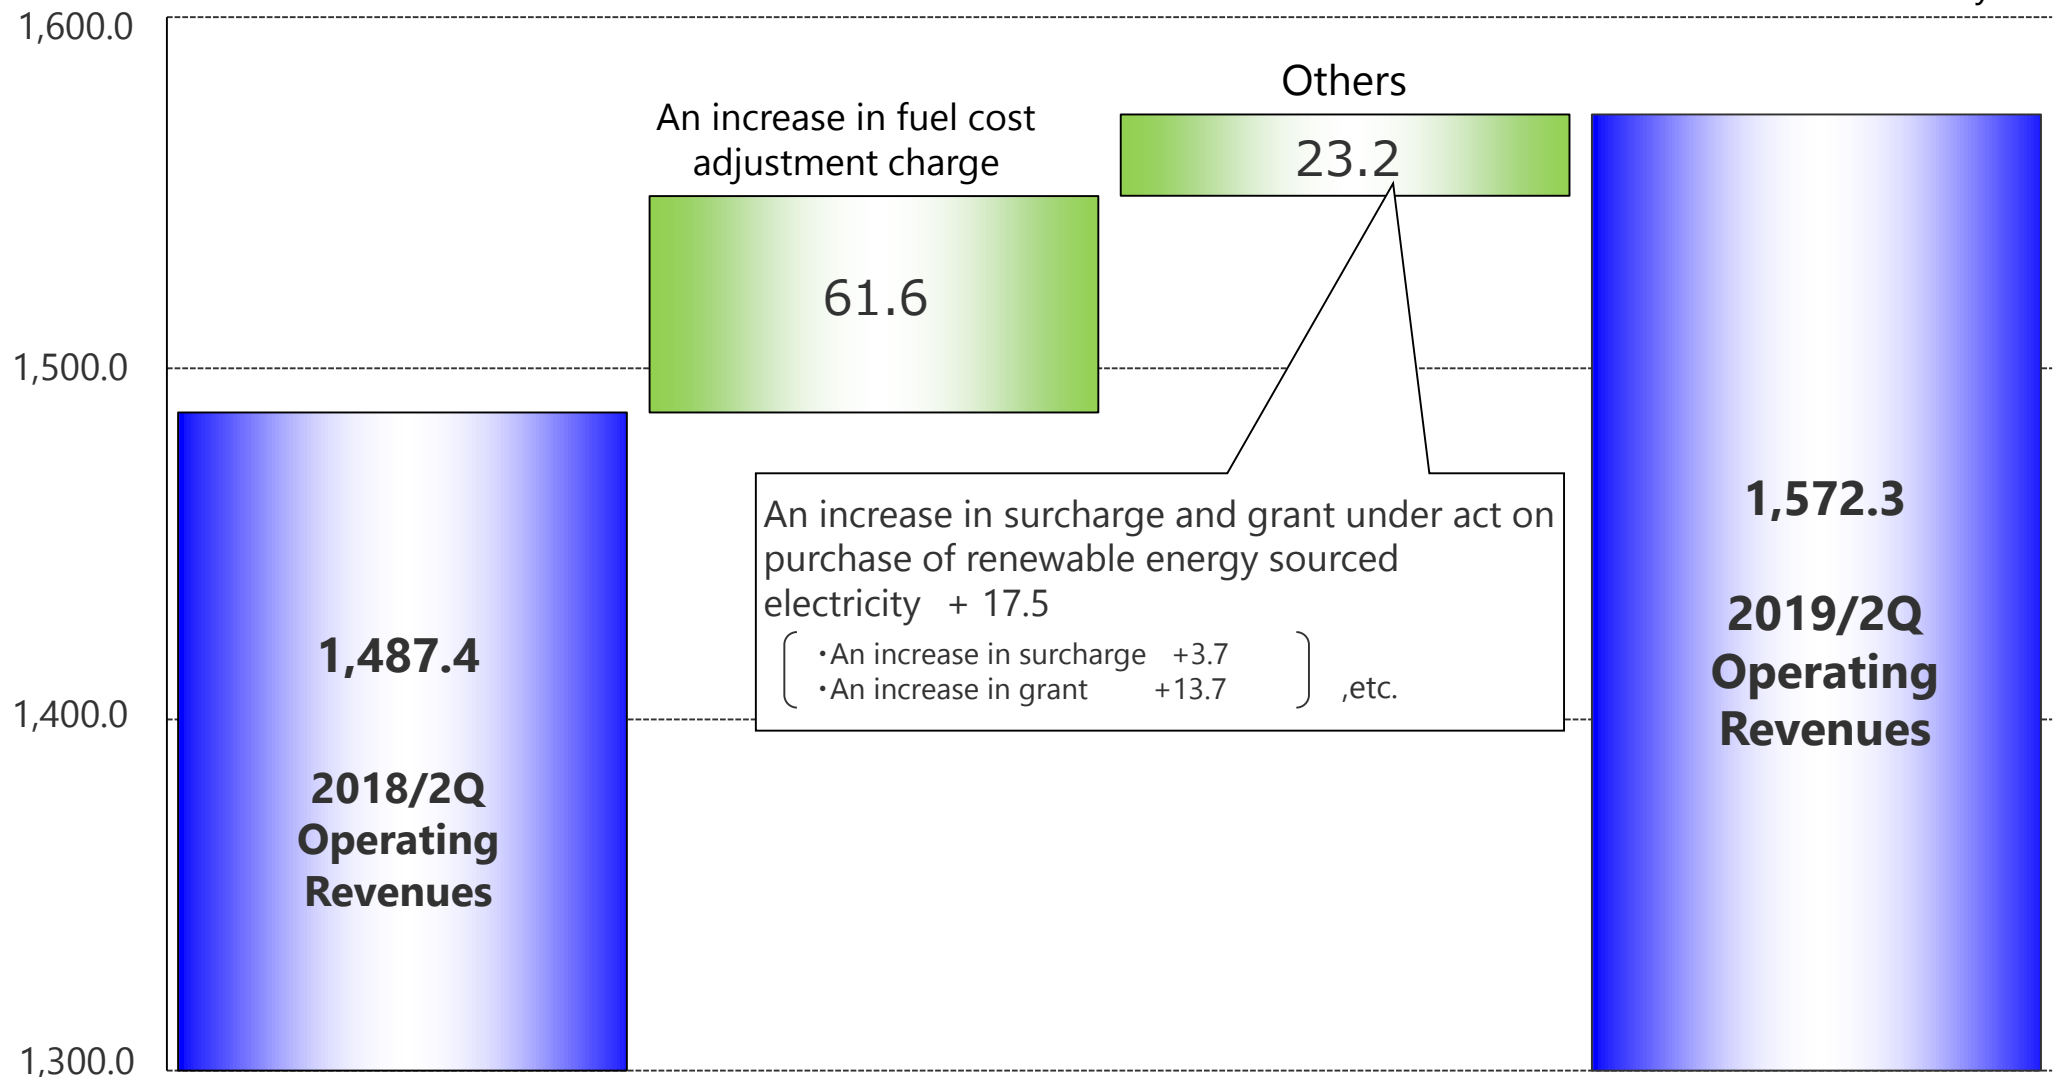 1,600.0
Others
An increase in fuel cost
adjustment charge
23.2
61.6
1,500.0
An increase in surcharge and grant under act on
purchase of renewable energy sourced
electricity + 17.5
・An increase in surcharge +3.7
・An increase in grant +13.7
,etc.
1,487.4
2018/2Q
Operating
Revenues
1,572.3
2019/2Q
Operating
Revenues
1,400.0
1,300.0